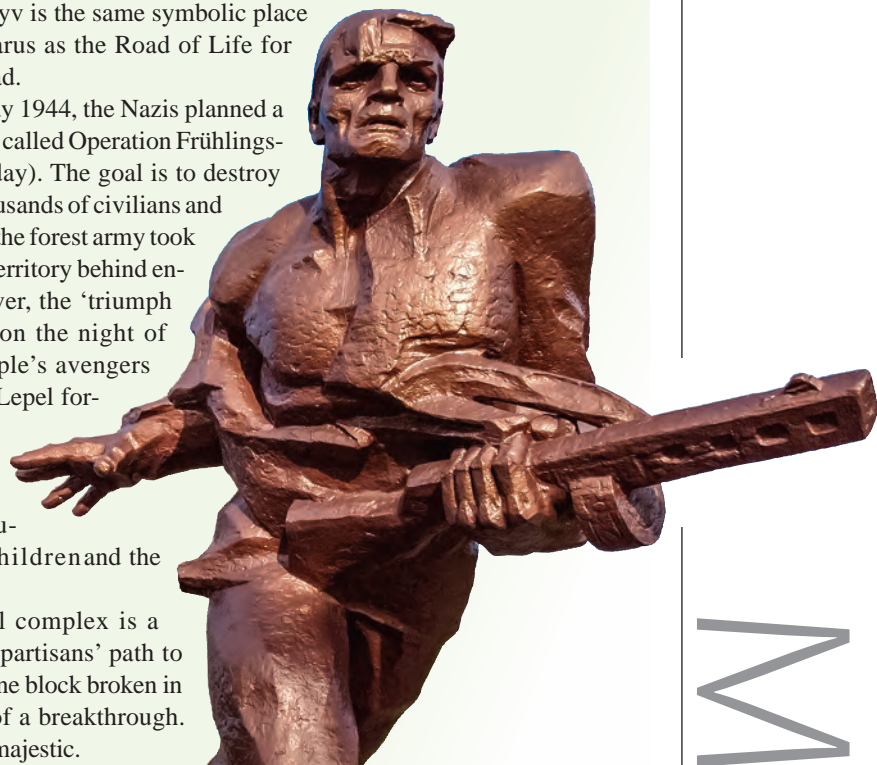 yv is the same symbolic place
arus as the Road of Life for
ad.
y 1944, the Nazis planned a
called Operation Frühlings-
lay). The goal is to destroy
usands of civilians and
the forest army took
erritory behind en-
ver, the ‘triumph
on the night of
ple’s avengers
Lepel for-
u-
hildren and the
l complex is a
partisans’ path to
ne block broken in
of a breakthrough.
majestic.
M